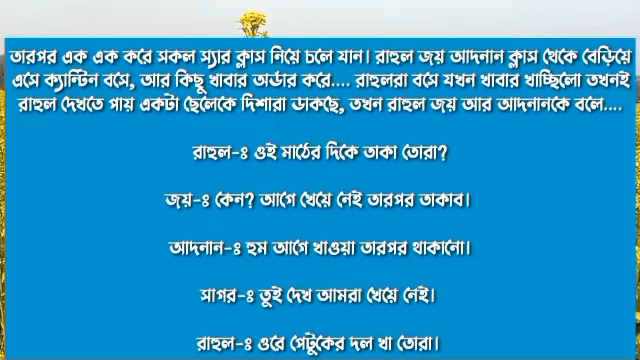 তারপর এক এক করে সকল স্যার ক্লাস নিয়ে চলে যান। রাহুল জয় আদনান ক্লাস থেকে বেড়িয়ে
এসে ক্যান্টিন বসে, আর কিছু খাবার অর্ডার করে.... রাহুলরা বসে যখন খাবার খাচ্ছিলো তখনই
রাহুল দেখতে পায় একটা ছেলেকে দিশারা ডাকছে, তখন রাহুল জয় আর আদনানকে বলে....
রাহুল-ঃ ওই মাঠের দিকে তাকা তোরা?
জয়-ঃ কেন? আগে খেয়ে নেই তারপর তাকাব।
আদনান-ঃ হুম আগে খাওয়া তারপর থাকানো।
সাগর-ঃ তুই দেখ আমরা খেয়ে নেই।
রাহুল-ঃ ওরে পেটুকের দল খা তোরা।